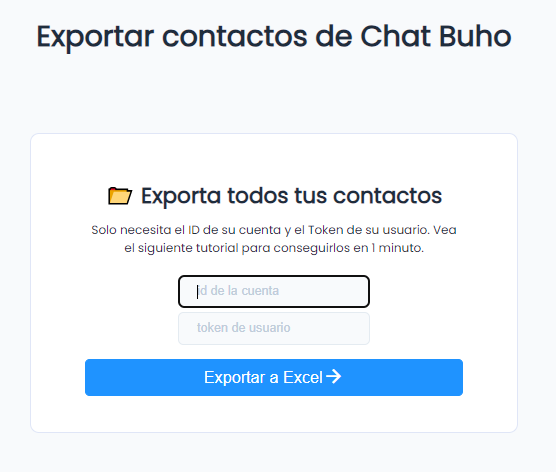 Exportar contactos de Chat Buho
Exporta todos tus contactos
Solo necesita el ID de su cuenta y el Token de su usuario. Vea
el siguiente tutorial para conseguirlos en 1 minuto.
id de la cuenta
token de usuario
Exportar a Excel